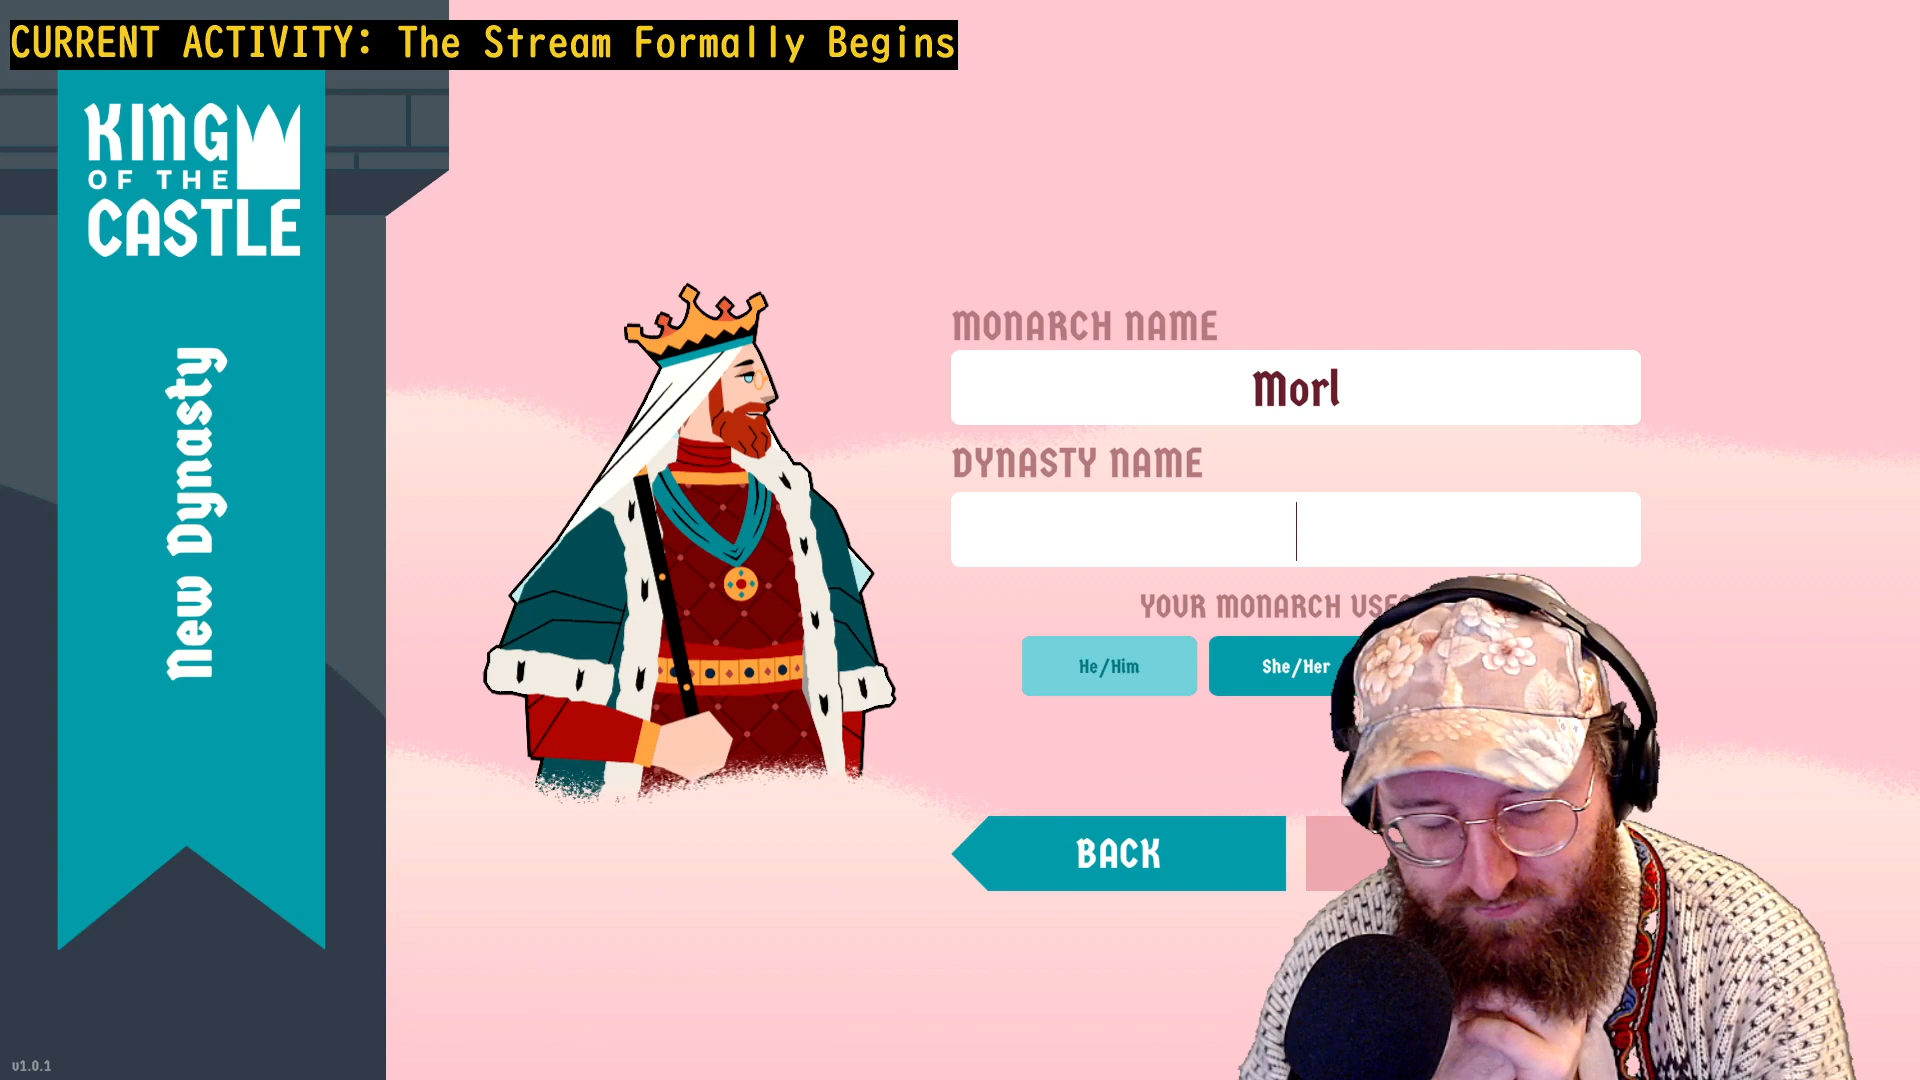 CURRENT ACTIVITY: The Stream Formally Begins
KING
OF THE
CASTLE
New Dynasty
MONARCH NAME
Morl
DYNASTY NAME
YOUR MONARCH USES
He/Him
She/Her
BACK
v1.0.1